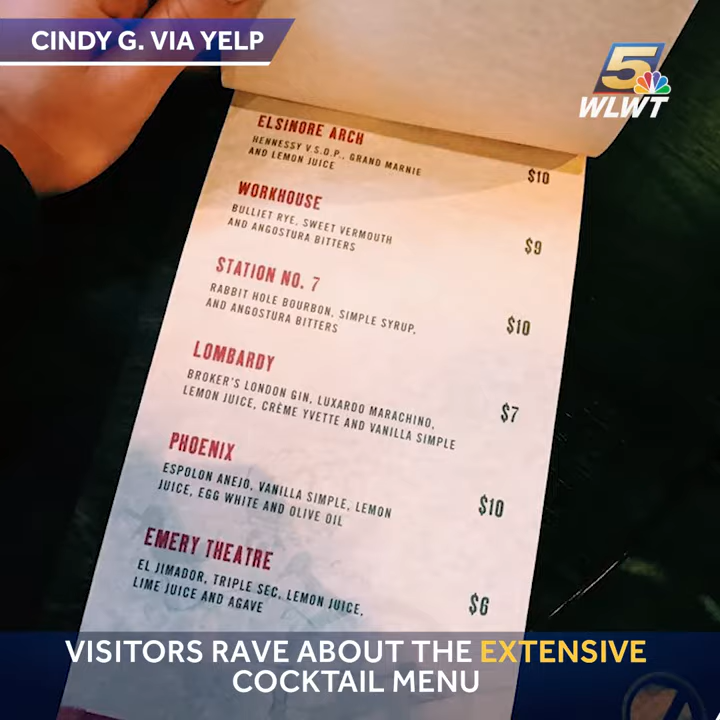 CINDY G. VIA YELP
5
WLWT
ELSINORE ARCH
HENNESSY V.S.O.P., GRAND MARNIE
AND LEMON JUICE
$10
WORKHOUSE
BULLIET RYE, SWEET VERMOUTH
AND ANGOSTURA BITTERS
$9
STATION NO. 7
RABBIT HOLE BOURBON, SIMPLE SYRUP,
AND ANGOSTURA BITTERS
$10
LOMBARDY
BROKER'S LONDON GIN, LUXARDO MARACHINO,
LEMON JUICE, CRÈME YVETTE AND VANILLA SIMPLE
$7
PHOENIX
ESPOLON ANEJO, VANILLA SIMPLE, LEMON
JUICE, EGG WHITE AND OLIVE OIL
$10
EMERY THEATRE
EL JIMADOR, TRIPLE SEC, LEMON JUICE,
LIME JUICE AND AGAVE
$6
VISITORS RAVE ABOUT THE EXTENSIVE
COCKTAIL MENU